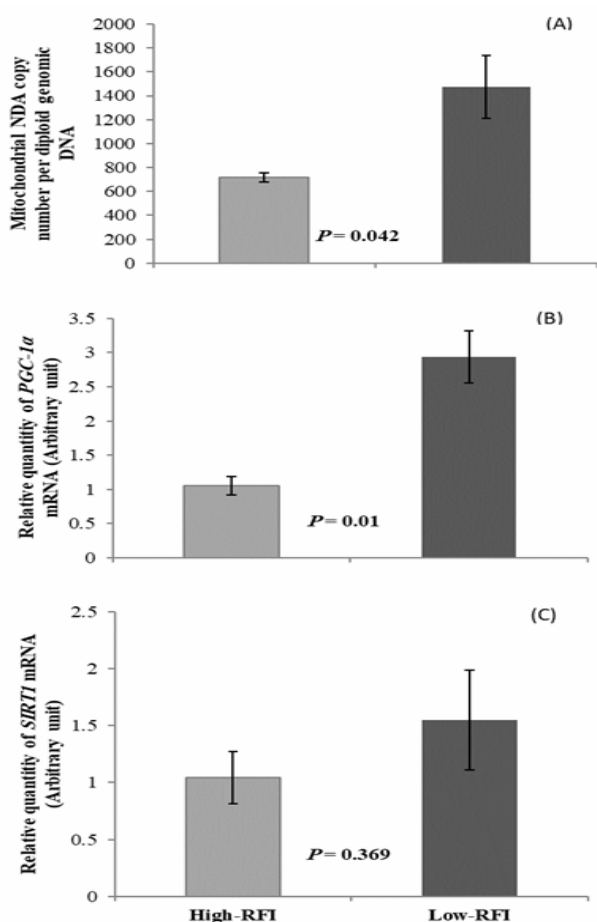 (A)
Mitochondrial NDA copy
number per diploid genomic
DNA
2000
1800
1600
1400
1200
1000
800
600
400
200
0
P = 0.042
(B)
Relative quantity of PGC-1α
mRNA (Arbitrary unit)
3.5
3
2.5
2
1.5
1
0.5
0
P = 0.01
(C)
Relative quantitiy of SIRT1 mRNA
(Arbitrary unit)
2.5
2
1.5
1
0.5
0
P = 0.369
High-RFI Low-RFI